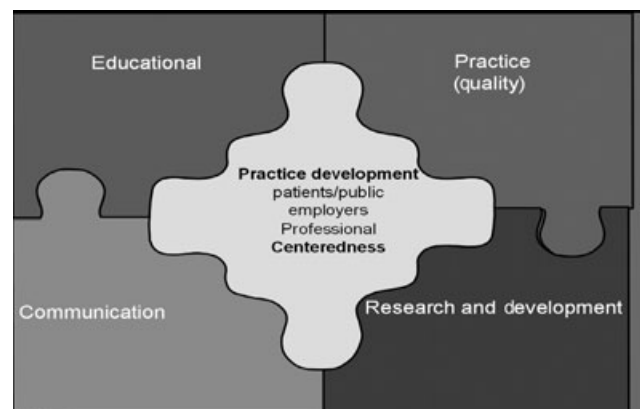 Educational
Practice
(quality)
Practice development
patients/public
employers
Professional
Centeredness
Communication
Research and development